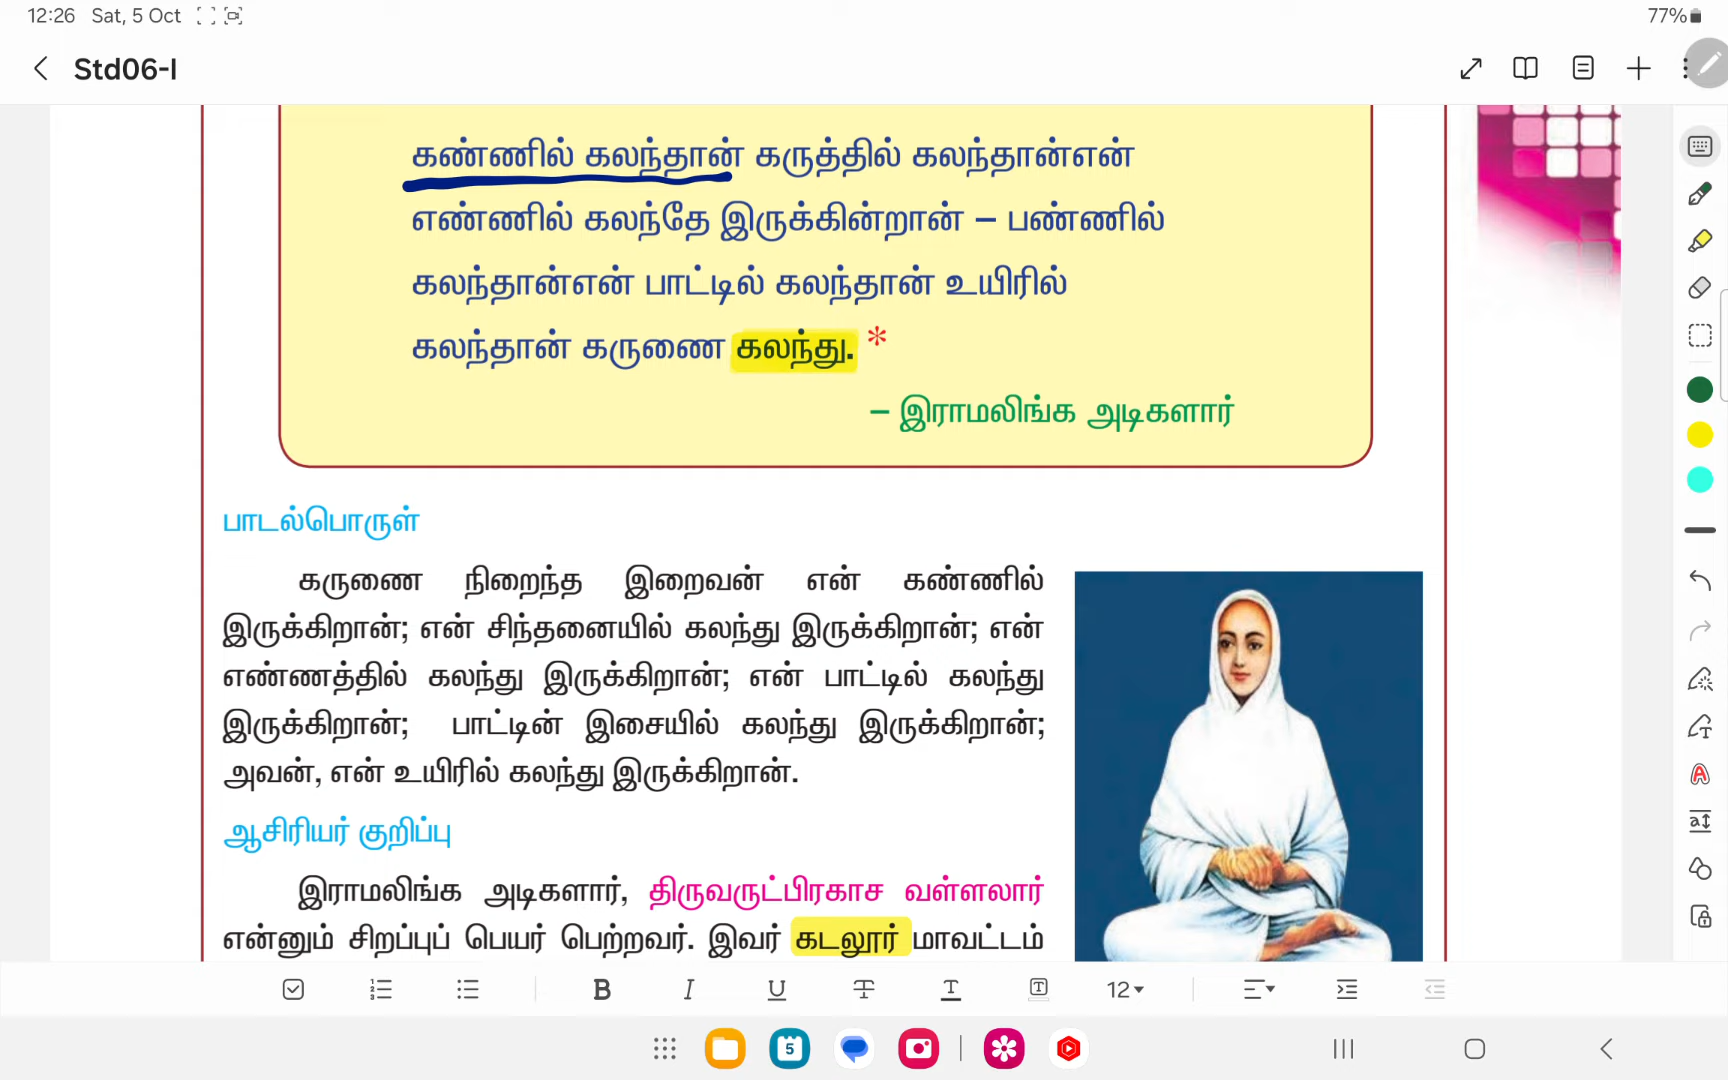 12:26 Sat, 5 Oct
77%
Std06-I
கண்ணில் கலந்தான் கருத்தில் கலந்தான்என்
எண்ணில் கலந்தே இருக்கின்றான் – பண்ணில்
கலந்தான்என் பாட்டில் கலந்தான் உயிரில்
கலந்தான் கருணை கலந்து. *
– இராமலிங்க அடிகளார்
பாடல்பொருள்
கருணை நிறைந்த இறைவன் என் கண்ணில்
இருக்கிறான்; என் சிந்தனையில் கலந்து இருக்கிறான்; என்
எண்ணத்தில் கலந்து இருக்கிறான்; என் பாட்டில் கலந்து
இருக்கிறான்; பாட்டின் இசையில் கலந்து இருக்கிறான்;
அவன், என் உயிரில் கலந்து இருக்கிறான்.
ஆசிரியர் குறிப்பு
இராமலிங்க அடிகளார், திருவருட்பிரகாச வள்ளலார்
என்னும் சிறப்புப் பெயர் பெற்றவர். இவர் கடலூர் மாவட்டம்
B I U T T T 12
5